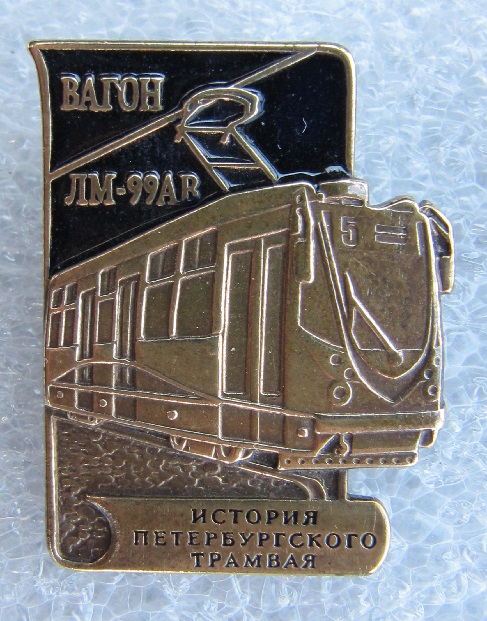 ВАГОН
ЛМ-99АВ
5
ИСТОРИЯ
ПЕТЕРБУРГСКОГО
ТРАМВАЯ